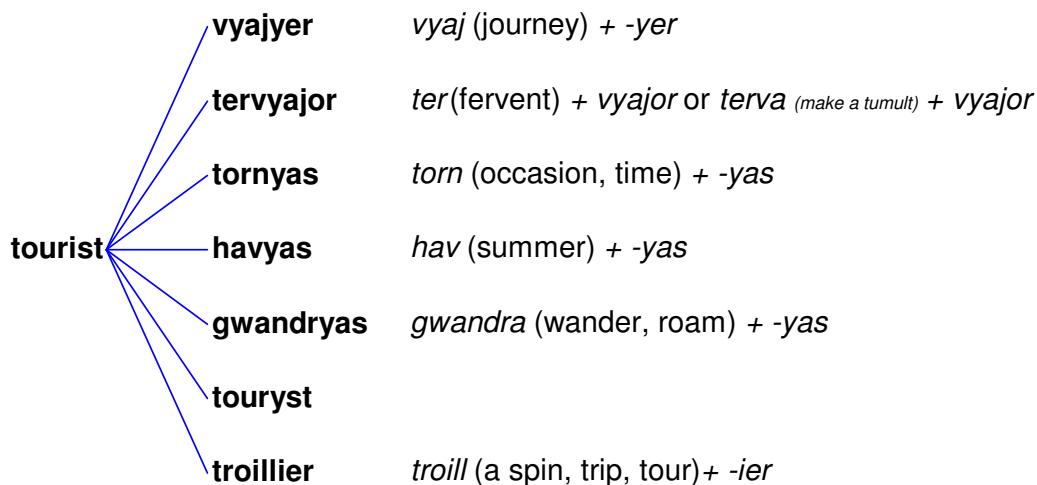 vyajyer vyaj (journey) + -yer
tervyajor ter (fervent) + vyajor or terva (make a tumult) + vyajor
tornyas torn (occasion, time) + -yas
tourist havyas hav (summer) + -yas
gwandryas gwandra (wander, roam) + -yas
touryst
troillier troill (a spin, trip, tour)+ -ier